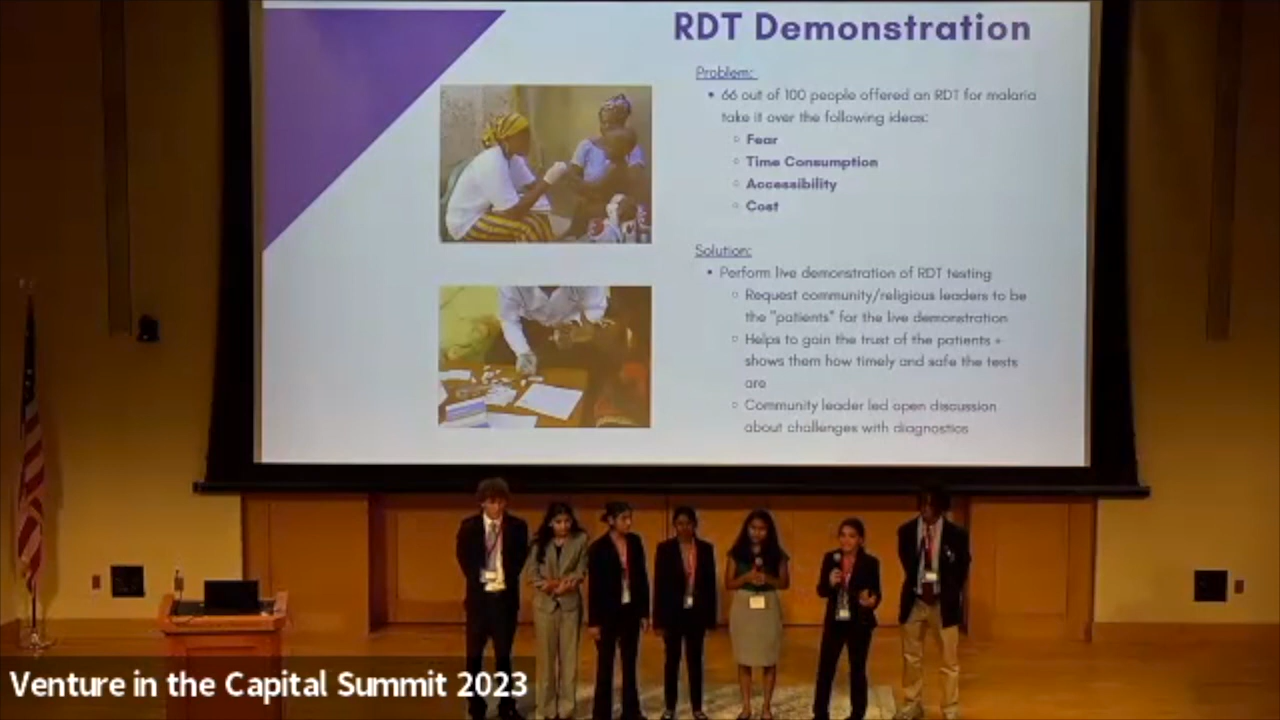 RDT Demonstration
Problem:
66 out of 100 people offered an RDT for malaria
take it over the following ideas:
Fear
Time Consumption
Accessibility
Cost
Solution:
Perform live demonstration of RDT testing
Request community/religious leaders to be
the "patients" for the live demonstration
Helps to gain the trust of the patients +
shows them how timely and safe the tests
are
Community leader led open discussion
about challenges with diagnostics
Venture in the Capital Summit 2023